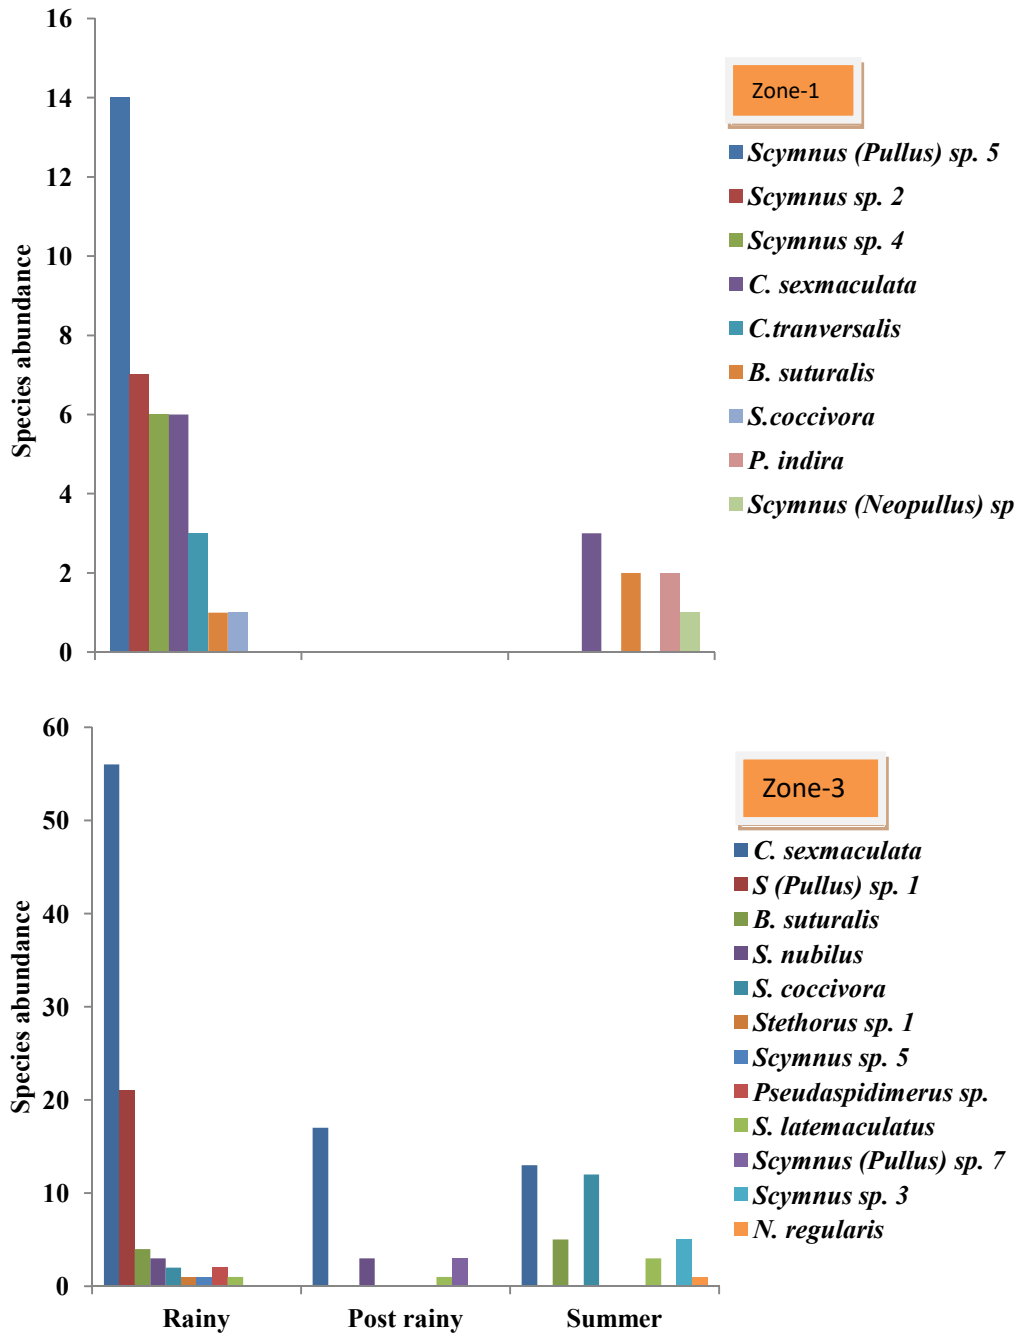 16
14
12
10
8
6
4
2
0
Species abundance
Zone-1
Scymnus (Pullus) sp. 5
Scymnus sp. 2
Scymnus sp. 4
C. sexmaculata
C.tranversalis
B. suturalis
S.coccivora
P. indira
Scymnus (Neopullus) sp
60
50
40
30
20
10
0
Species abundance
Zone-3
C. sexmaculata
S (Pullus) sp. 1
B. suturalis
S. nubilus
S. coccivora
Stethorus sp. 1
Scymnus sp. 5
Pseudaspidimerus sp.
S. latemaculatus
Scymnus (Pullus) sp. 7
Scymnus sp. 3
N. regularis
Rainy Post rainy Summer